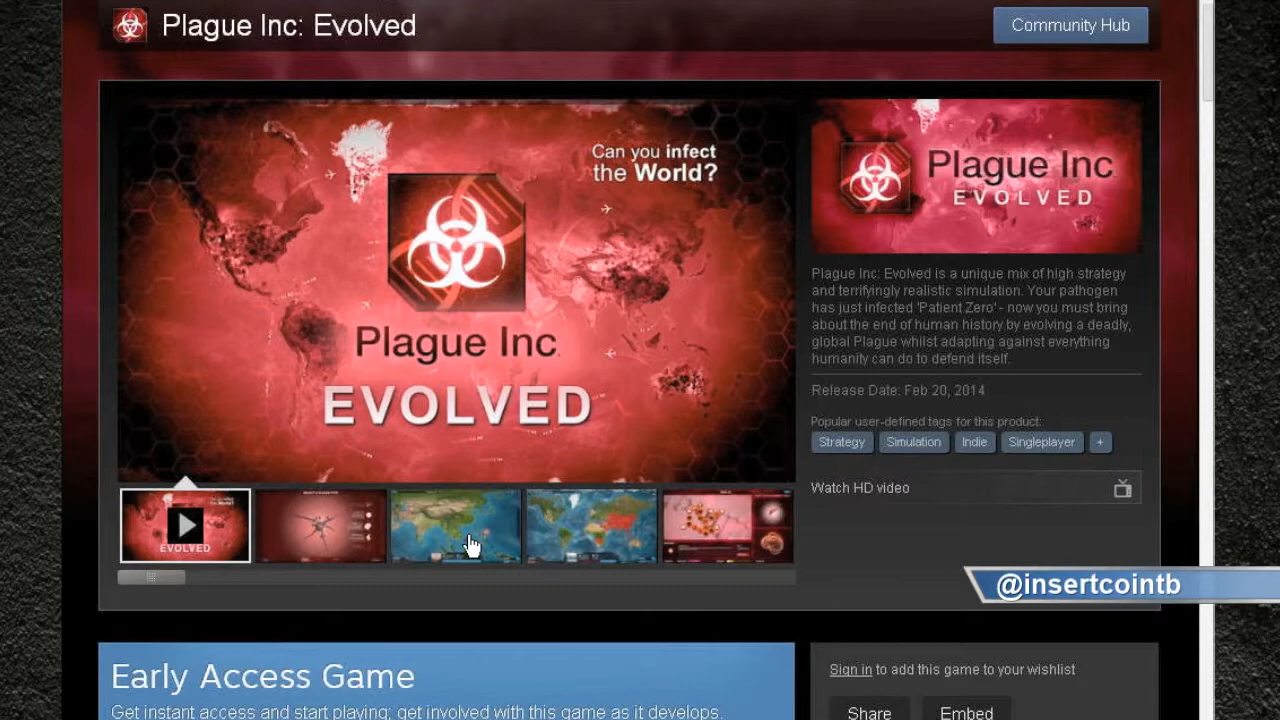 Plague Inc: Evolved
Community Hub
Can you infect
the World?
Plague Inc.
EVOLVED
Plague Inc.
EVOLVED
Plague Inc: Evolved is a unique mix of high strategy
and terrifyingly realistic simulation. Your pathogen
has just infected 'Patient Zero' - now you must bring
about the end of human history by evolving a deadly,
global Plague whilst adapting against everything
humanity can do to defend itself.
Release Date: Feb 20, 2014
Popular user-defined tags for this product:
Strategy Simulation Indie Singleplayer +
Watch HD video
EVOLVED
@insertcointb
Early Access Game
Get instant access and start playing; get involved with this game as it develops.
Sign in to add this game to your wishlist
Share Embed